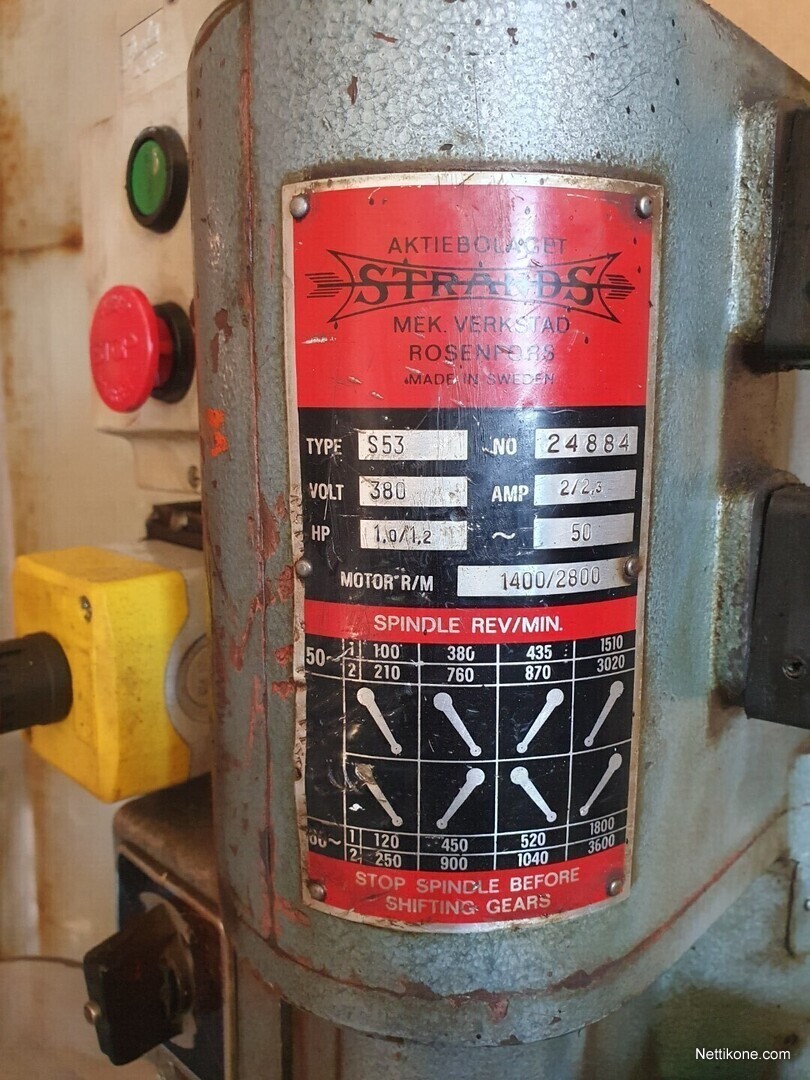 AKTIEBOLAGET
STRANDS
MEK. VERKSTAD
ROSENFORS
MADE IN SWEDEN
TYPE S53 NO 24884
VOLT 380 AMP 2/2,3
HP 1,0/1,2 ~ 50
MOTOR R/M 1400/2800
SPINDLE REV/MIN.
50~ 1 100 380 435 1510
2 210 760 870 3020
60~ 1 120 450 520 1800
2 250 900 1040 3600
STOP SPINDLE BEFORE
SHIFTING GEARS
Nettikone.com